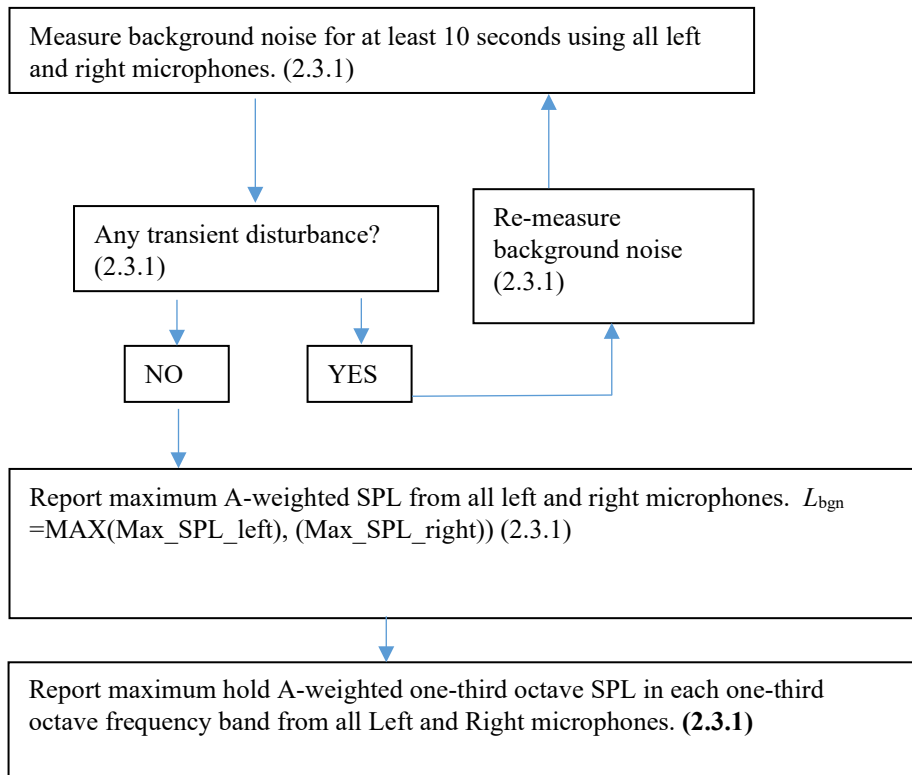 Measure background noise for at least 10 seconds using all left
and right microphones. (2.3.1)
Any transient disturbance?
(2.3.1)
Re-measure
background noise
(2.3.1)
NO
YES
Report maximum A-weighted SPL from all left and right microphones. Lbgn
=MAX(Max_SPL_left), (Max_SPL_right)) (2.3.1)
Report maximum hold A-weighted one-third octave SPL in each one-third
octave frequency band from all Left and Right microphones. (2.3.1)